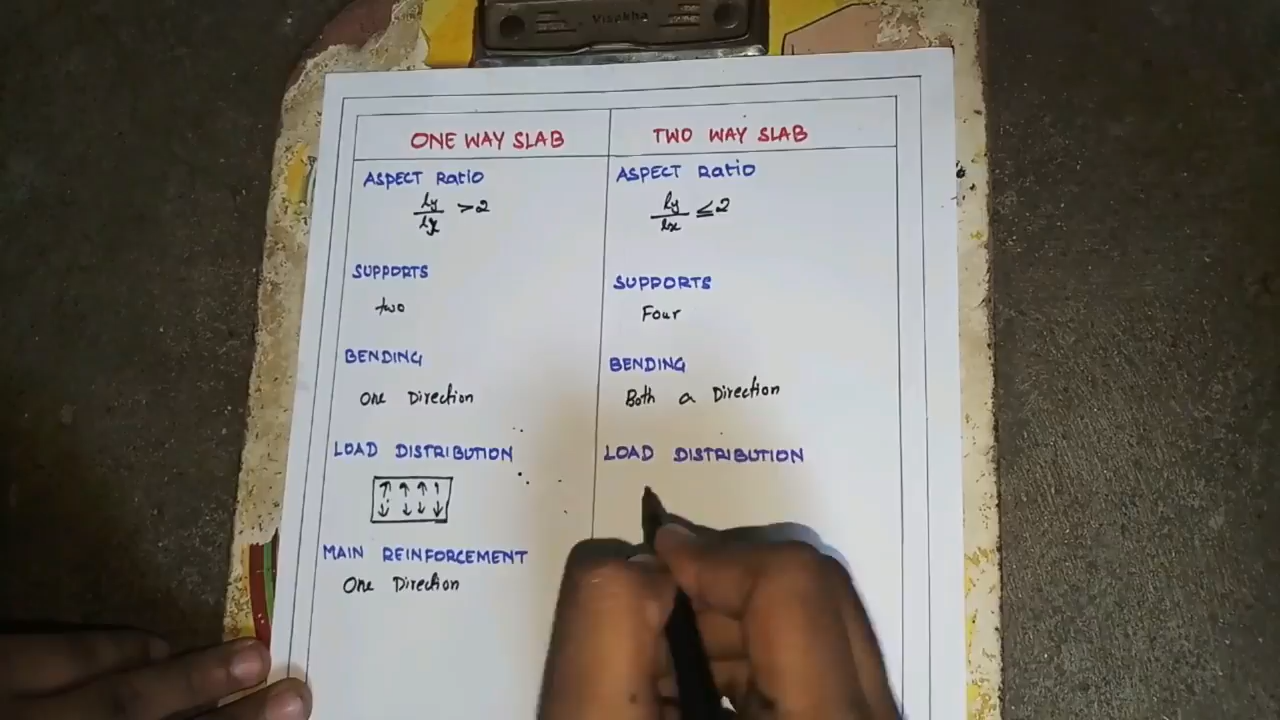 Visakha
ONE WAY SLAB
ASPECT Ratio
ly
lx
>2
SUPPORTS
two
BENDING
One Direction
LOAD DISTRIBUTION
MAIN REINFORCEMENT
One Direction
TWO WAY SLAB
ASPECT Ratio
ly
lx
≤2
SUPPORTS
Four
BENDING
Both a Direction
LOAD DISTRIBUTION